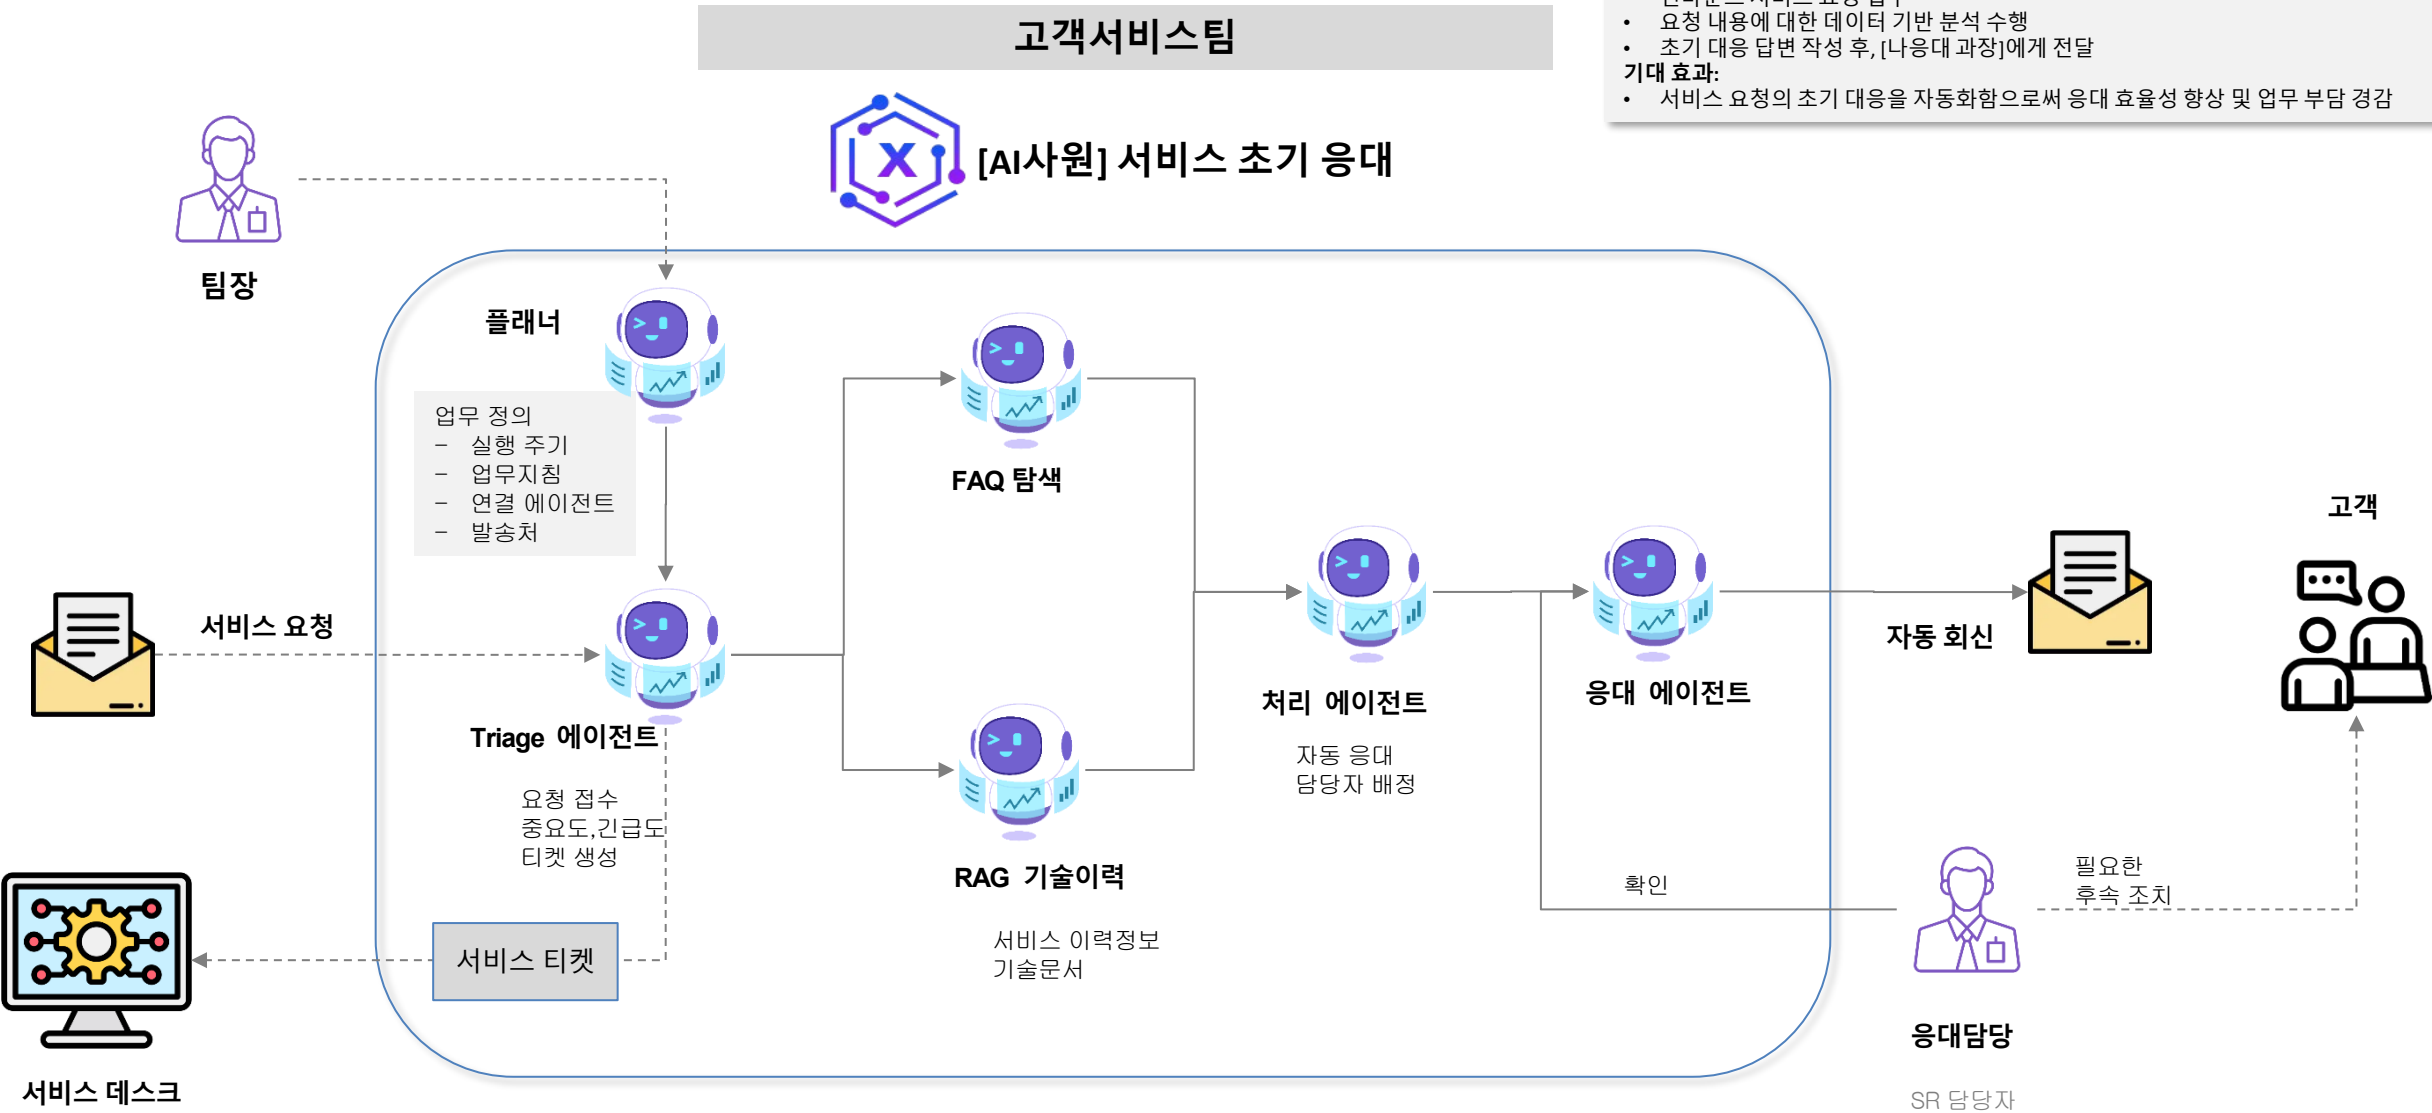 고객서비스팀
• 요청 내용에 대한 데이터 기반 분석 수행
• 초기 대응 답변 작성 후, [나응대 과장]에게 전달
기대 효과:
• 서비스 요청의 초기 대응을 자동화함으로써 응대 효율성 향상 및 업무 부담 경감
X
[AI사원] 서비스 초기 응대
팀장
플래너
업무 정의
– 실행 주기
– 업무지침
– 연결 에이전트
– 발송처
FAQ 탐색
고객
서비스 요청
자동 회신
Triage 에이전트
처리 에이전트
응대 에이전트
자동 응대
담당자 배정
요청 접수
중요도,긴급도
티켓 생성
RAG 기술이력
확인
필요한
후속 조치
서비스 이력정보
기술문서
서비스 티켓
응대담당
서비스 데스크
SR 담당자